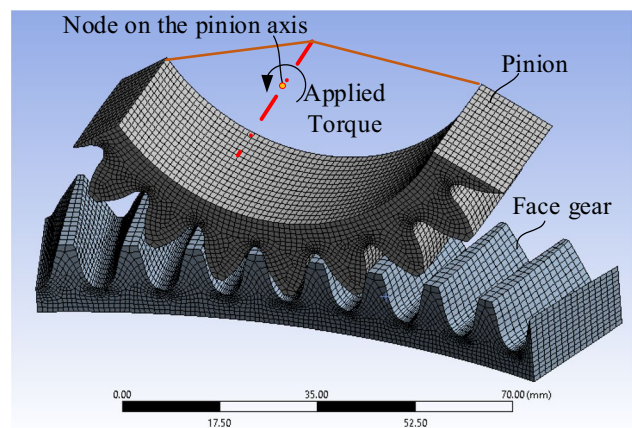 Node on the pinion axis
Pinion
Applied
Torque
Face gear
0.00 35.00 70.00 (mm)
17.50 52.50